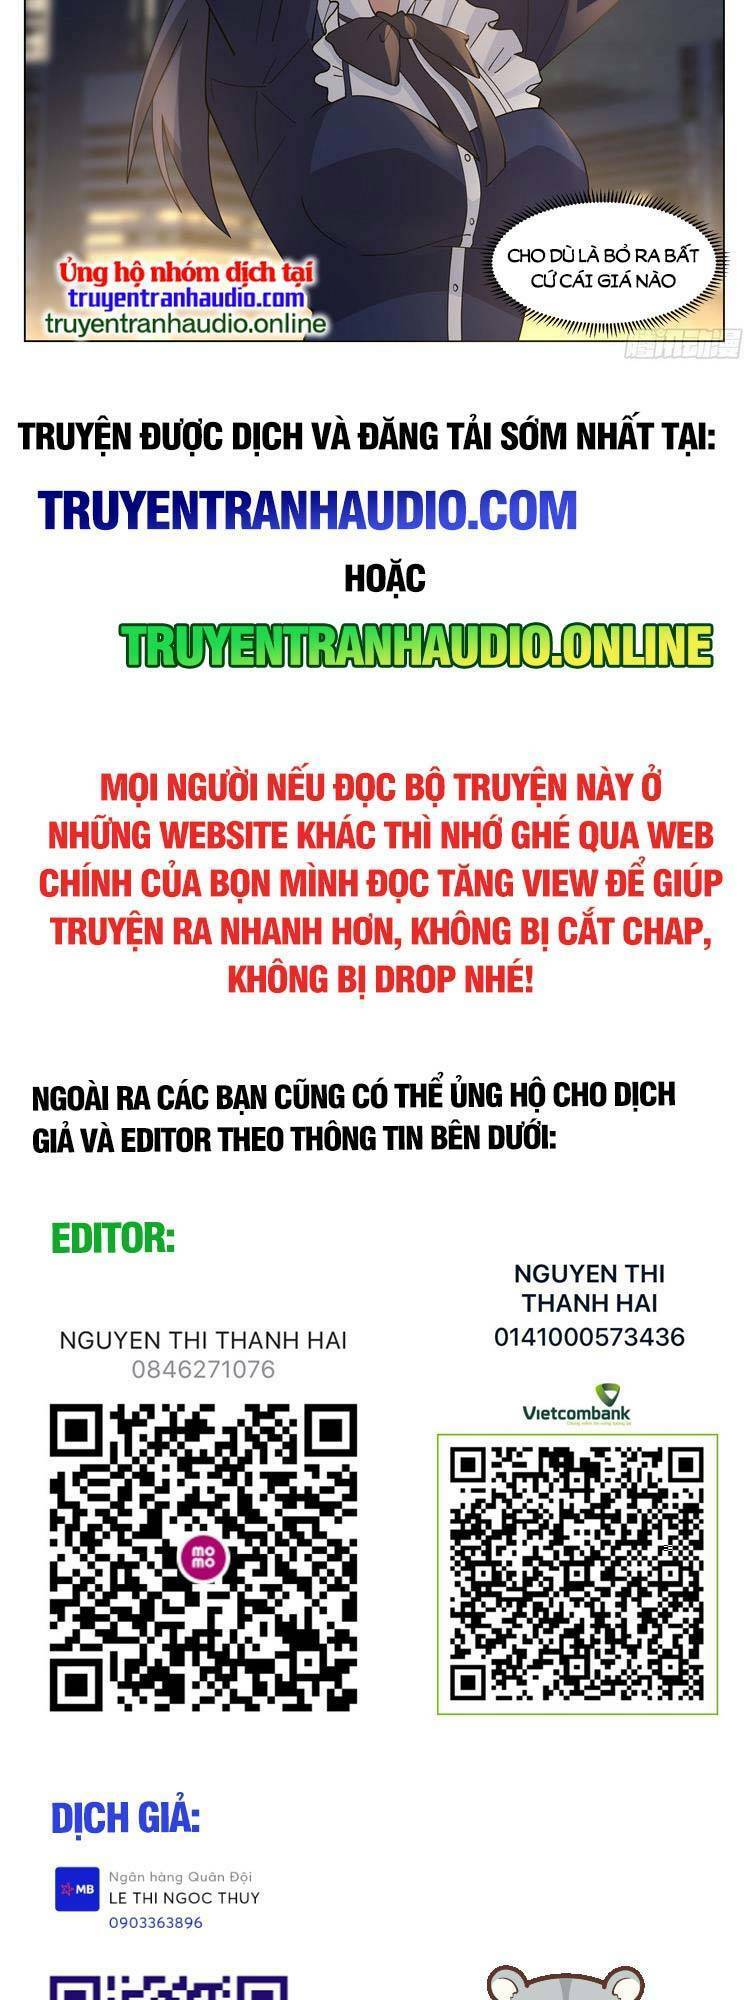 CHO DÙ LÀ BỎ RA BẤT
CỨ CÁI GIÁ NÀO
Ủng hộ nhóm dịch tại
truyentranhaudio.com
truyentranhaudio.online
TRUYỆN ĐƯỢC DỊCH VÀ ĐĂNG TẢI SỚM NHẤT TẠI:
TRUYENTRANHAUDIO.COM
HOẶC
TRUYENTRANHAUDIO.ONLINE
MỌI NGƯỜI NẾU ĐỌC BỘ TRUYỆN NÀY Ở
NHỮNG WEBSITE KHÁC THÌ NHỚ GHÉ QUA WEB
CHÍNH CỦA BỌN MÌNH ĐỌC TĂNG VIEW ĐỂ GIÚP
TRUYỆN RA NHANH HƠN, KHÔNG BỊ CẮT CHAP,
KHÔNG BỊ DROP NHÉ!
NGOÀI RA CÁC BẠN CŨNG CÓ THỂ ỦNG HỘ CHO DỊCH
GIẢ VÀ EDITOR THEO THÔNG TIN BÊN DƯỚI:
EDITOR:
NGUYEN THI THANH HAI
0846271076
mo
mo
NGUYEN THI
THANH HAI
0141000573436
Vietcombank
DỊCH GIẢ:
MB
Ngân hàng Quân Đội
LE THI NGOC THUY
0903363896